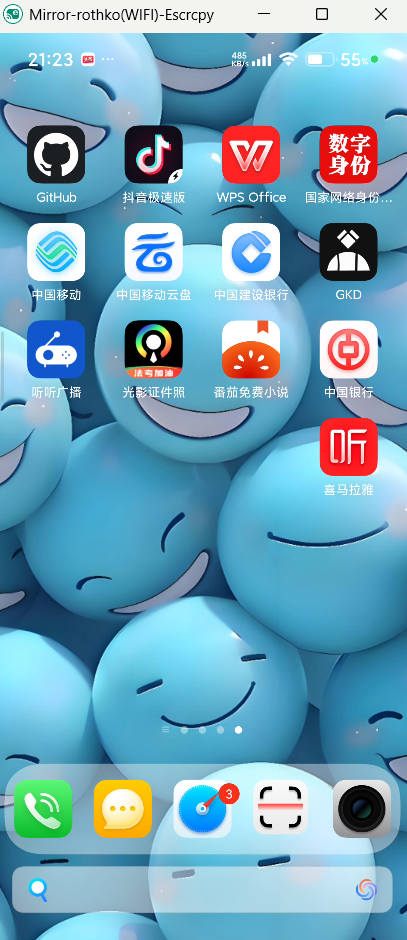 Mirror-rothko(WIFI)-Escrcpy
21:23 ··· 485 KB/s 55%
数字
身份
GitHub 抖音极速版 WPS Office 国家网络身份...
云
中国移动 中国移动云盘 中国建设银行 GKD
法考加油
听听广播 光影证件照 番茄免费小说 中国银行
听
喜马拉雅
3